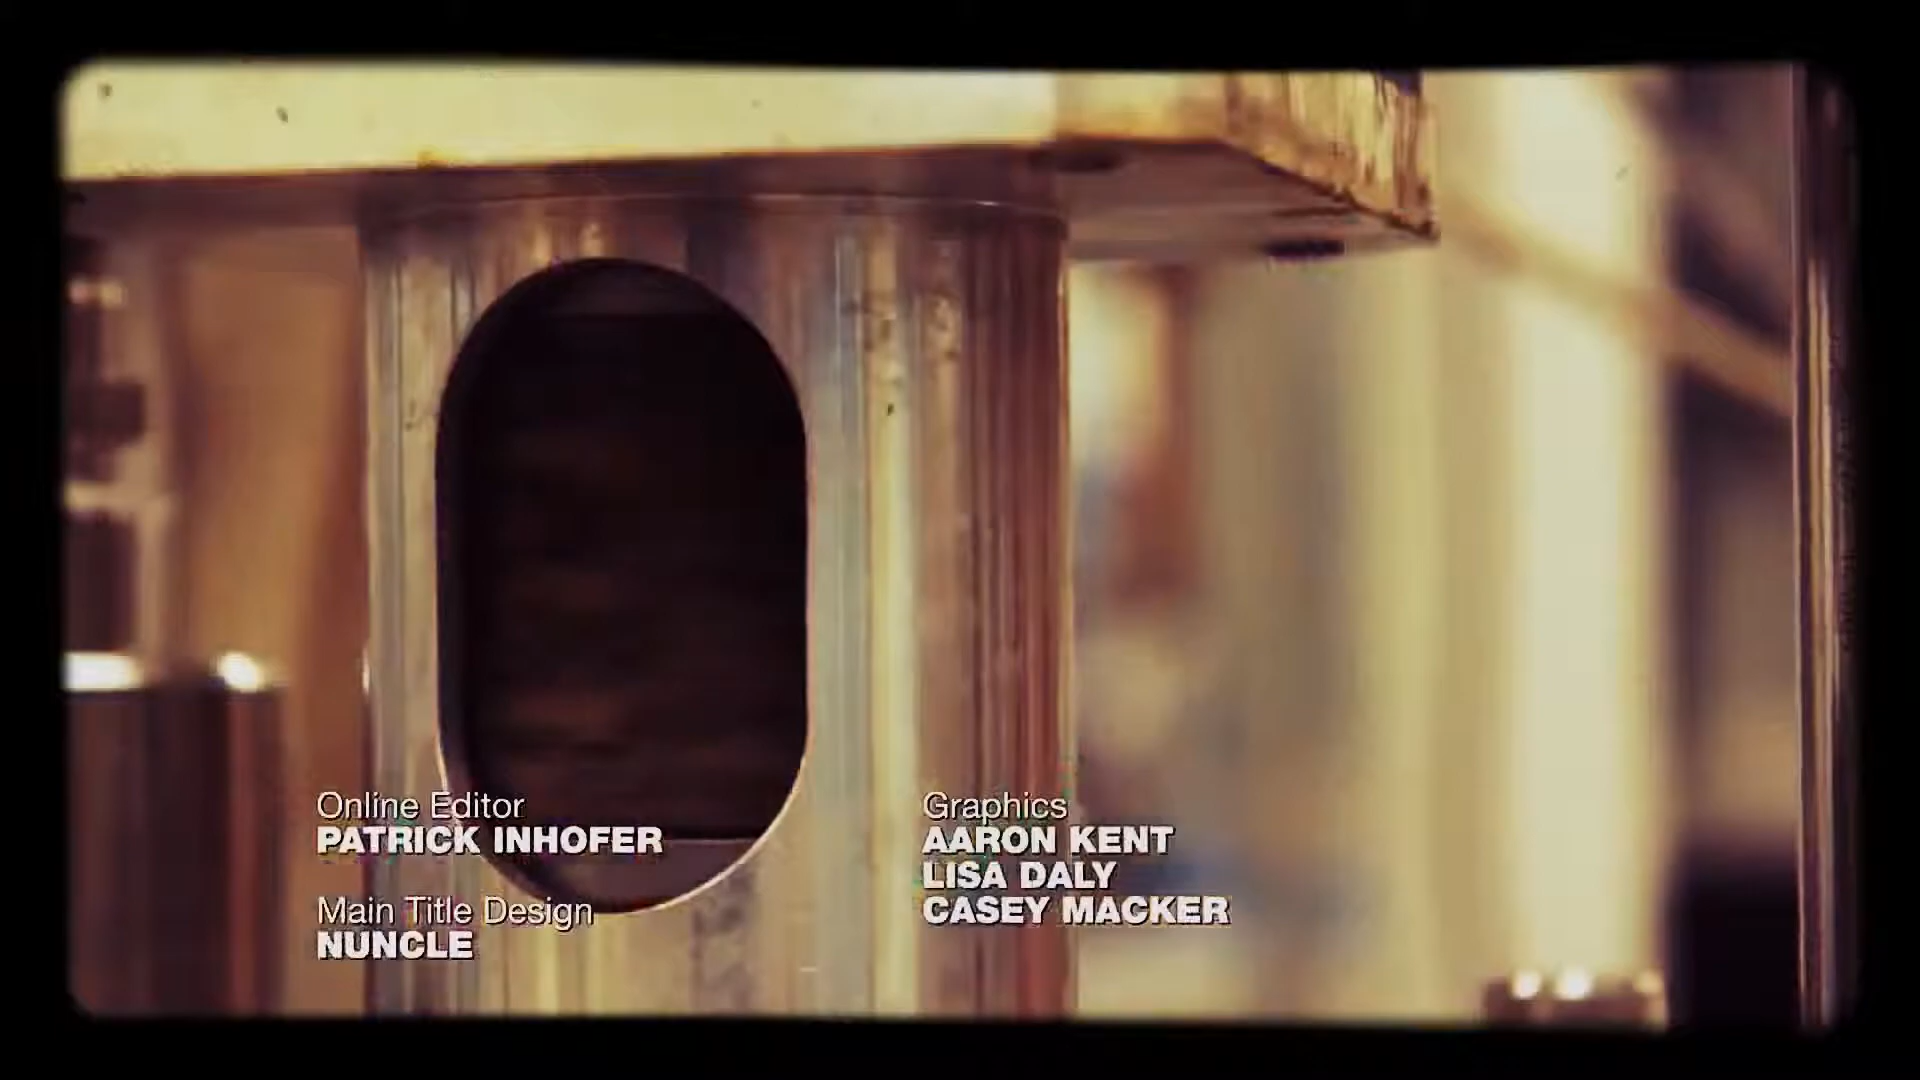 Online Editor
PATRICK INHOFER
Main Title Design
NUNCLE
Graphics
AARON KENT
LISA DALY
CASEY MACKER